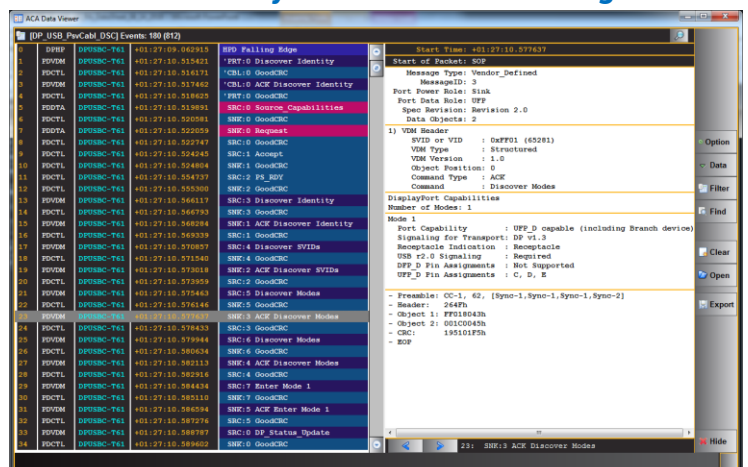 ACA Data Viewer
[DP_USB_PsvCabl_DSC] Events: 180 (812)
0 DPHP DPUSBC-T61 +01:27:09.062915 HPD Falling Edge
1 PDVDM DPUSBC-T61 +01:27:10.515421 'PRT:0 Discover Identity
2 PDCTL DPUSBC-T61 +01:27:10.516171 'CBL:0 GoodCRC
3 PDVDM DPUSBC-T61 +01:27:10.517462 'CBL:0 ACK Discover Identity
4 PDCTL DPUSBC-T61 +01:27:10.518625 'PRT:0 GoodCRC
5 PDDTA DPUSBC-T61 +01:27:10.519891 SRC:0 Source_Capabilities
6 PDCTL DPUSBC-T61 +01:27:10.520581 SNK:0 GoodCRC
7 PDDTA DPUSBC-T61 +01:27:10.522059 SNK:0 Request
8 PDCTL DPUSBC-T61 +01:27:10.522747 SRC:0 GoodCRC
9 PDCTL DPUSBC-T61 +01:27:10.524245 SRC:1 Accept
10 PDCTL DPUSBC-T61 +01:27:10.524804 SNK:1 GoodCRC
11 PDCTL DPUSBC-T61 +01:27:10.554737 SRC:2 PS_RDY
12 PDCTL DPUSBC-T61 +01:27:10.555300 SNK:2 GoodCRC
13 PDVDM DPUSBC-T61 +01:27:10.566117 SRC:3 Discover Identity
14 PDCTL DPUSBC-T61 +01:27:10.566793 SNK:3 GoodCRC
15 PDVDM DPUSBC-T61 +01:27:10.568284 SNK:1 ACK Discover Identity
16 PDCTL DPUSBC-T61 +01:27:10.569339 SRC:1 GoodCRC
17 PDVDM DPUSBC-T61 +01:27:10.570857 SRC:4 Discover SVIDs
18 PDCTL DPUSBC-T61 +01:27:10.571540 SNK:4 GoodCRC
19 PDVDM DPUSBC-T61 +01:27:10.573018 SNK:2 ACK Discover SVIDs
20 PDCTL DPUSBC-T61 +01:27:10.573959 SRC:2 GoodCRC
21 PDVDM DPUSBC-T61 +01:27:10.575463 SRC:5 Discover Modes
22 PDCTL DPUSBC-T61 +01:27:10.576146 SNK:5 GoodCRC
23 PDVDM DPUSBC-T61 +01:27:10.577637 SNK:3 ACK Discover Modes
24 PDCTL DPUSBC-T61 +01:27:10.578433 SRC:3 GoodCRC
25 PDVDM DPUSBC-T61 +01:27:10.579944 SRC:6 Discover Modes
26 PDCTL DPUSBC-T61 +01:27:10.580634 SNK:6 GoodCRC
27 PDVDM DPUSBC-T61 +01:27:10.582113 SNK:4 ACK Discover Modes
28 PDCTL DPUSBC-T61 +01:27:10.582916 SRC:4 GoodCRC
29 PDVDM DPUSBC-T61 +01:27:10.584434 SRC:7 Enter Mode 1
30 PDCTL DPUSBC-T61 +01:27:10.585110 SNK:7 GoodCRC
31 PDVDM DPUSBC-T61 +01:27:10.586594 SNK:5 ACK Enter Mode 1
32 PDCTL DPUSBC-T61 +01:27:10.587276 SRC:5 GoodCRC
33 PDVDM DPUSBC-T61 +01:27:10.588787 SRC:0 DP_Status_Update
34 PDCTL DPUSBC-T61 +01:27:10.589602 SNK:0 GoodCRC
Start Time: +01:27:10.577637
Start of Packet: SOP
Message Type: Vendor_Defined
MessageID: 3
Port Power Role: Sink
Port Data Role: UFP
Spec Revision: Revision 2.0
Data Objects: 2
1) VDM Header
SVID or VID : 0xFF01 (65281)
VDM Type : Structured
VDM Version : 1.0
Object Position: 0
Command Type : ACK
Command : Discover Modes
DisplayPort Capabilities
Number of Modes: 1
Mode 1
Port Capability : UFP_D capable (including Branch device)
Signaling for Transport: DP v1.3
Receptacle Indication : Receptacle
USB r2.0 Signaling : Required
DFP_D Pin Assignments : Not Supported
UFP_D Pin Assignments : C, D, E
- Preamble: CC-1, 62, [Sync-1,Sync-1,Sync-1,Sync-2]
- Header: 264Fh
- Object 1: FF018043h
- Object 2: 001C0045h
- CRC: 195101F5h
- EOP
23: SNK:3 ACK Discover Modes
Option
Data
Filter
Find
Clear
Open
Export
Hide